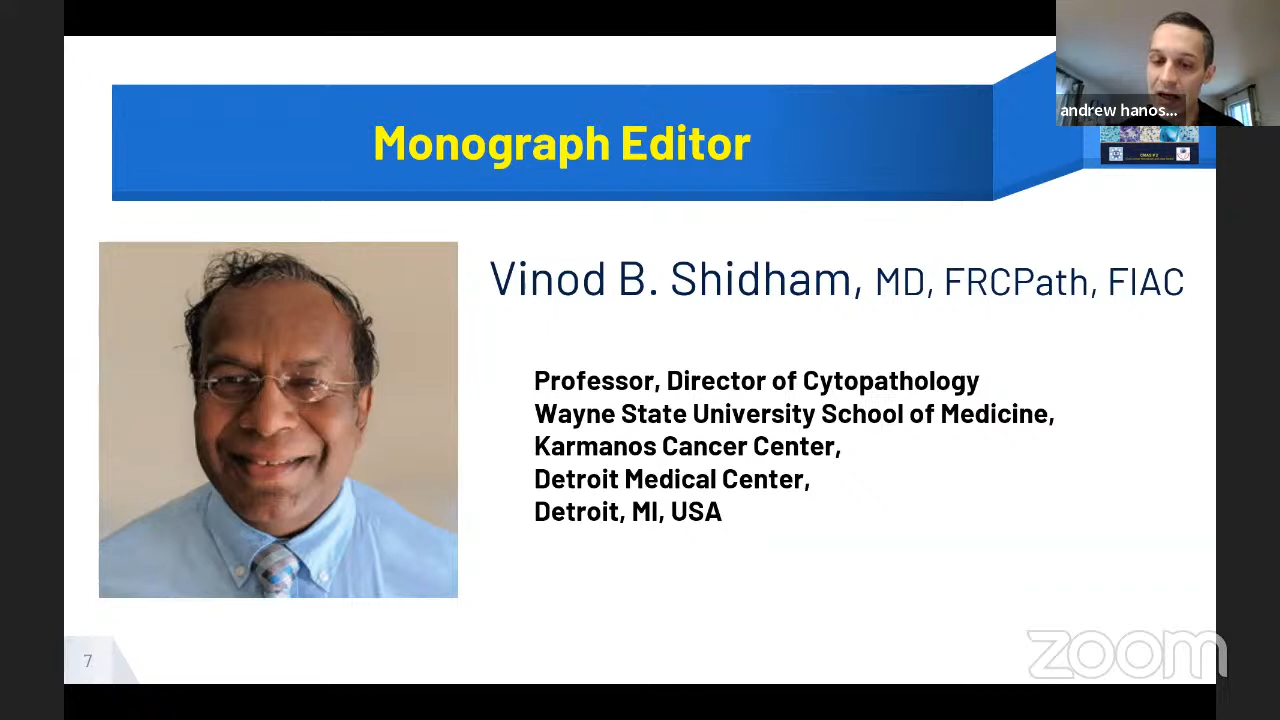 Monograph Editor
andrew hanos...
Vinod B. Shidham, MD, FRCPath, FIAC
Professor, Director of Cytopathology
Wayne State University School of Medicine,
Karmanos Cancer Center,
Detroit Medical Center,
Detroit, MI, USA
7
zoom